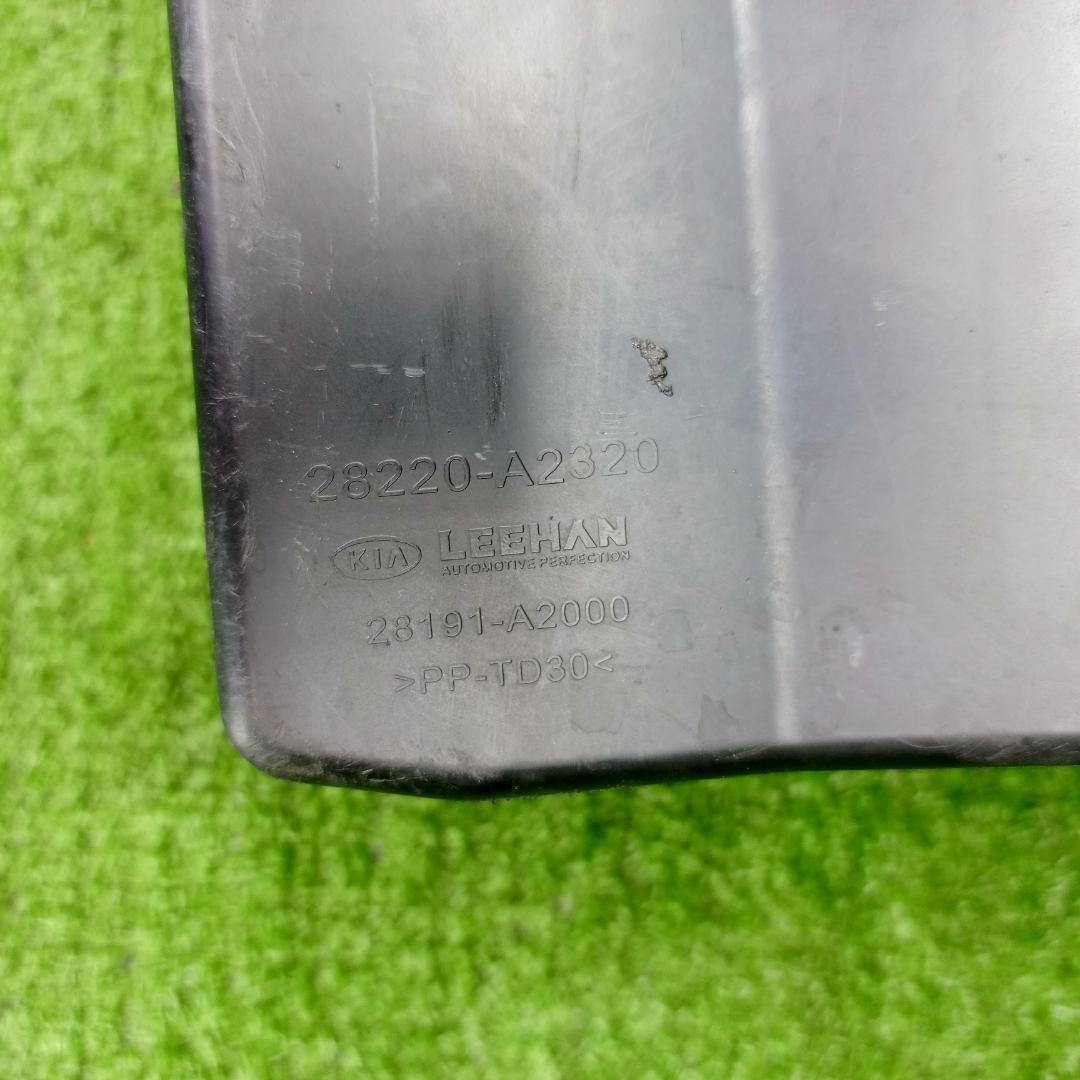 28220-A2320
KIA LEEHAN
AUTOMOTIVE PERFECTION
28191-A2000
>PP-TD30<